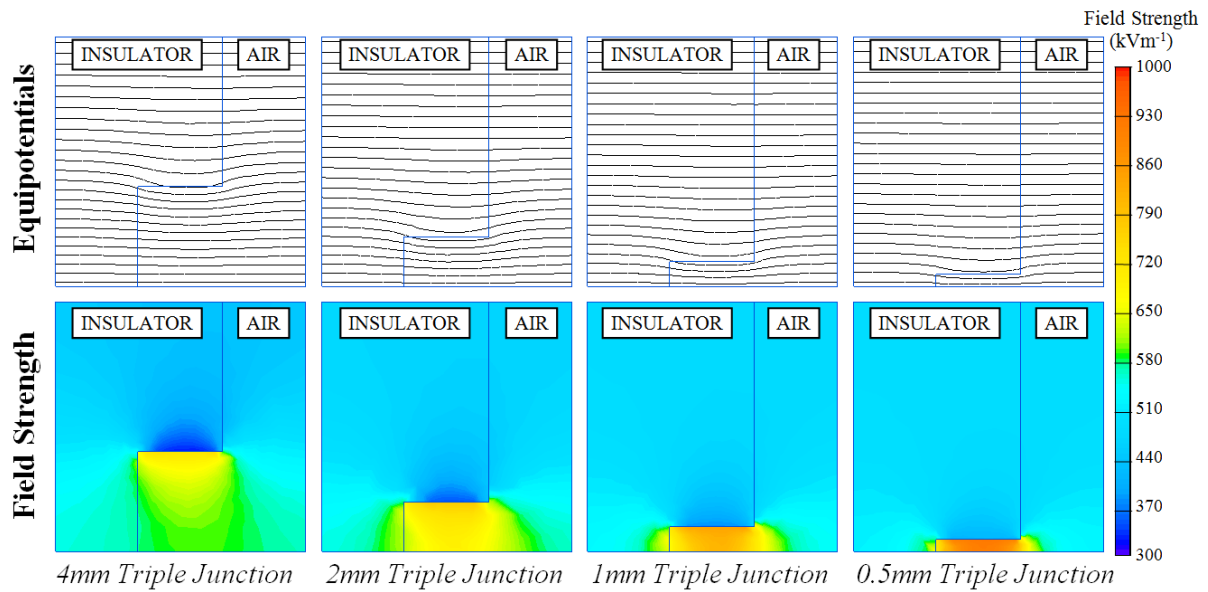 Field Strength
(kVm-1)
INSULATOR AIR INSULATOR AIR INSULATOR AIR INSULATOR AIR
Equipotentials
1000
930
860
790
720
650
580
510
440
370
300
INSULATOR AIR INSULATOR AIR INSULATOR AIR INSULATOR AIR
Field Strength
4mm Triple Junction 2mm Triple Junction 1mm Triple Junction 0.5mm Triple Junction